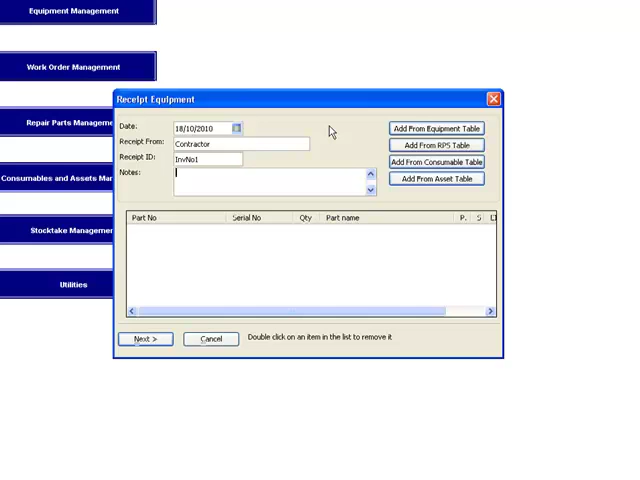 Equipment Management
Work Order Management
Repair Parts Manageme
Consumables and Assets Mar
Stocktake Managemen
Utilities
Receipt Equipment
Date: 18/10/2010
Receipt From: Contractor
Receipt ID: InvNo1
Notes:
Add From Equipment Table
Add From RPS Table
Add From Consumable Table
Add From Asset Table
Part No Serial No Qty Part name P. S
Next > Cancel Double click on an item in the list to remove it